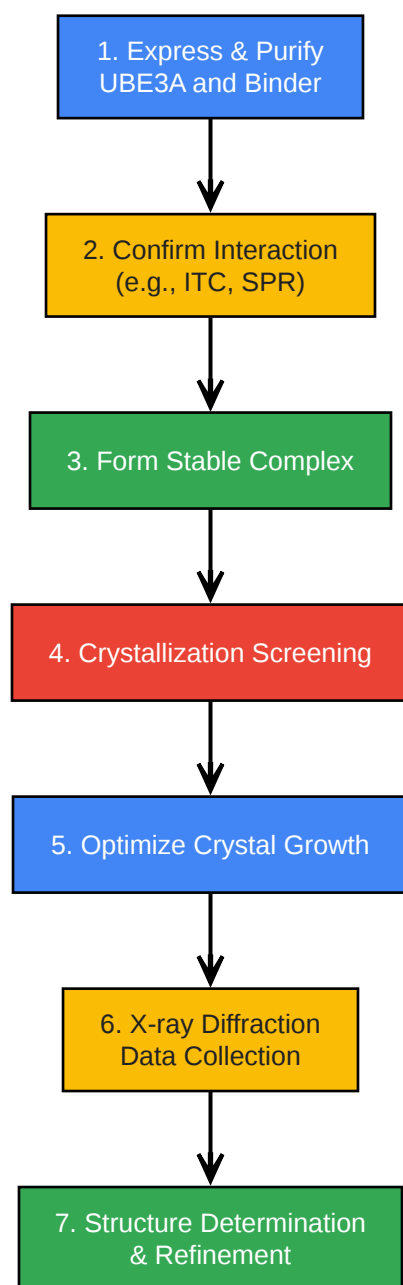 1. Express & Purify
UBE3A and Binder
2. Confirm Interaction
(e.g., ITC, SPR)
3. Form Stable Complex
4. Crystallization Screening
5. Optimize Crystal Growth
6. X-ray Diffraction
Data Collection
7. Structure Determination
& Refinement